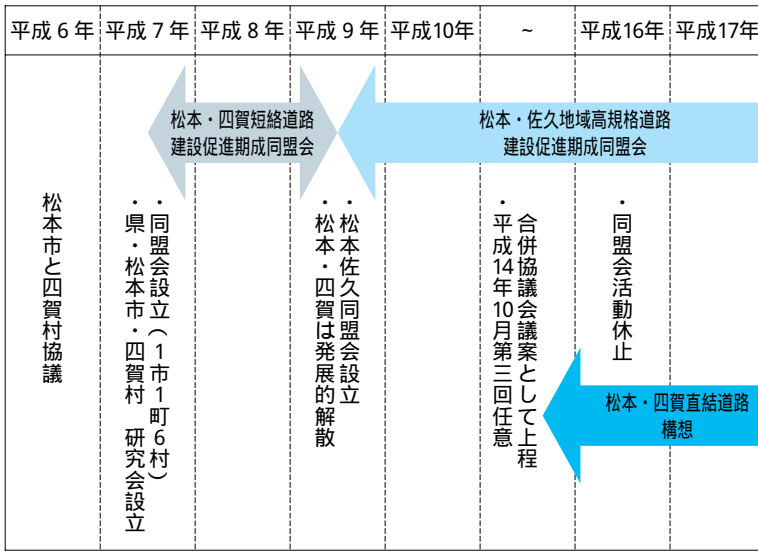 平成６年
平成７年
平成８年
平成９年
平成10年
~
平成16年
平成17年
松本・四賀短絡道路
建設促進期成同盟会
松本・佐久地域高規格道路
建設促進期成同盟会
松本市と四賀村協議
・同盟会設立（１市１町６村）
・県・松本市・四賀村　研究会設立
・松本佐久同盟会設立
・松本・四賀は発展的解散
・平成14年10月第三回任意
合併協議会議案として上程
・同盟会活動休止
松本・四賀直結道路
構想